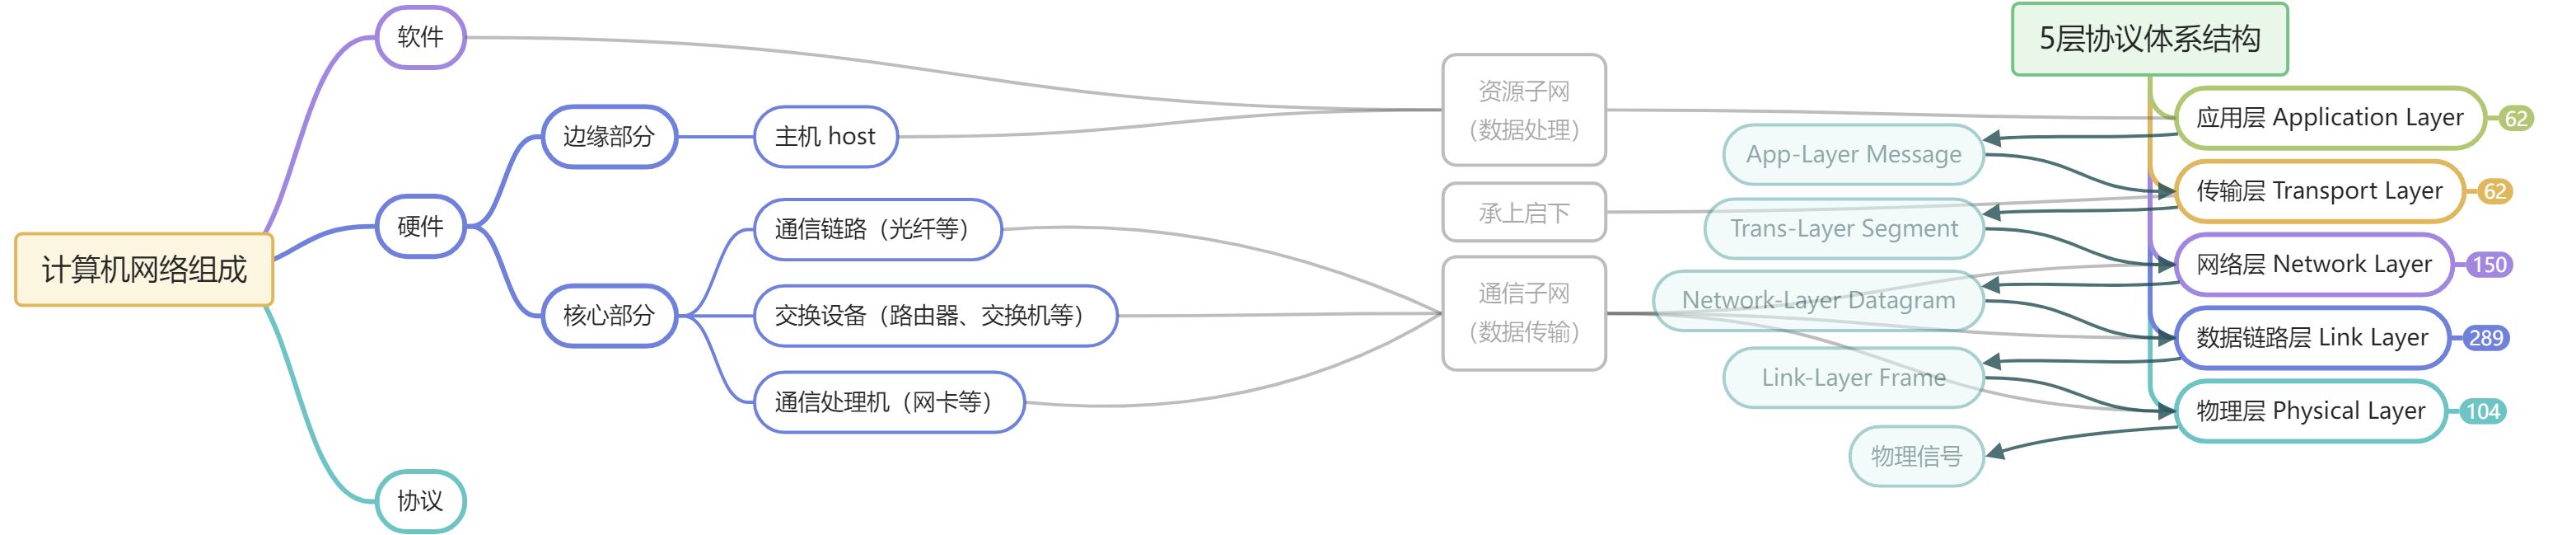 计算机网络组成
软件
硬件
协议
边缘部分
核心部分
主机 host
通信链路（光纤等）
交换设备（路由器、交换机等）
通信处理机（网卡等）
资源子网
（数据处理）
承上启下
通信子网
（数据传输）
5层协议体系结构
应用层 Application Layer
62
App-Layer Message
传输层 Transport Layer
62
Trans-Layer Segment
网络层 Network Layer
150
Network-Layer Datagram
数据链路层 Link Layer
289
Link-Layer Frame
物理层 Physical Layer
104
物理信号